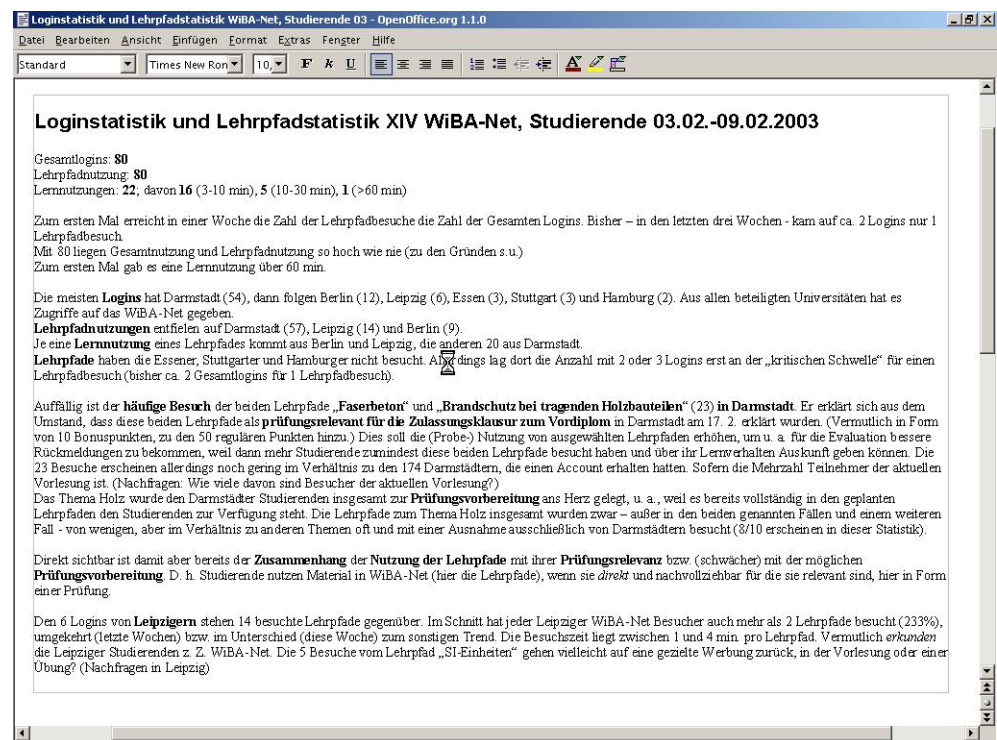 Loginstatistik und Lehrpfadstatistik WiBA-Net, Studierende 03 - OpenOffice.org 1.1.0
Datei Bearbeiten Ansicht Einfügen Format Extras Fenster Hilfe
Standard Times New Ron 10, F k U
Loginstatistik und Lehrpfadstatistik XIV WiBA-Net, Studierende 03.02.-09.02.2003
Gesamtlogins: 80
Lehrpfadnutzung: 80
Lernnutzungen: 22; davon 16 (3-10 min), 5 (10-30 min), 1 (>60 min)
Zum ersten Mal erreicht in einer Woche die Zahl der Lehrpfadbesuche die Zahl der Gesamten Logins. Bisher – in den letzten drei Wochen - kam auf ca. 2 Logins nur 1
Lehrpfadbesuch.
Mit 80 liegen Gesamtnutzung und Lehrpfadnutzung so hoch wie nie (zu den Gründen s.u.)
Zum ersten Mal gab es eine Lernnutzung über 60 min.
Die meisten Logins hat Darmstadt (54), dann folgen Berlin (12), Leipzig (6), Essen (3), Stuttgart (3) und Hamburg (2). Aus allen beteiligten Universitäten hat es
Zugriffe auf das WiBA-Net gegeben.
Lehrpfadnutzungen entfielen auf Darmstadt (57), Leipzig (14) und Berlin (9).
Je eine Lernnutzung eines Lehrpfades kommt aus Berlin und Leipzig, die anderen 20 aus Darmstadt.
Lehrpfade haben die Essener, Stuttgarter und Hamburger nicht besucht. Allerdings lag dort die Anzahl mit 2 oder 3 Logins erst an der „kritischen Schwelle“ für einen
Lehrpfadbesuch (bisher ca. 2 Gesamtlogins für 1 Lehrpfadbesuch).
Auffällig ist der häufige Besuch der beiden Lehrpfade „Faserbeton“ und „Brandschutz bei tragenden Holzbauteilen“ (23) in Darmstadt. Er erklärt sich aus dem
Umstand, dass diese beiden Lehrpfade als prüfungsrelevant für die Zulassungsklausur zum Vordiplom in Darmstadt am 17. 2. erklärt wurden. (Vermutlich in Form
von 10 Bonuspunkten, zu den 50 regulären Punkten hinzu.) Dies soll die (Probe-) Nutzung von ausgewählten Lehrpfaden erhöhen, um u. a. für die Evaluation bessere
Rückmeldungen zu bekommen, weil dann mehr Studierende zumindest diese beiden Lehrpfade besucht haben und über ihr Lernverhalten Auskunft geben können. Die
23 Besuche erscheinen allerdings noch gering im Verhältnis zu den 174 Darmstädtern, die einen Account erhalten hatten. Sofern die Mehrzahl Teilnehmer der aktuellen
Vorlesung ist. (Nachfragen: Wie viele davon sind Besucher der aktuellen Vorlesung?)
Das Thema Holz wurde den Darmstädter Studierenden insgesamt zur Prüfungsvorbereitung ans Herz gelegt, u. a., weil es bereits vollständig in den geplanten
Lehrpfaden den Studierenden zur Verfügung steht. Die Lehrpfade zum Thema Holz insgesamt wurden zwar – außer in den beiden genannten Fällen und einem weiteren
Fall - von wenigen, aber im Verhältnis zu anderen Themen oft und mit einer Ausnahme ausschließlich von Darmstädtern besucht (8/10 erscheinen in dieser Statistik).
Direkt sichtbar ist damit aber bereits der Zusammenhang der Nutzung der Lehrpfade mit ihrer Prüfungsrelevanz bzw. (schwächer) mit der möglichen
Prüfungsvorbereitung. D. h. Studierende nutzen Material in WiBA-Net (hier die Lehrpfade), wenn sie direkt und nachvollziehbar für die sie relevant sind, hier in Form
einer Prüfung.
Den 6 Logins von Leipzigern stehen 14 besuchte Lehrpfade gegenüber. Im Schnitt hat jeder Leipziger WiBA-Net Besucher auch mehr als 2 Lehrpfade besucht (233%),
umgekehrt (letzte Wochen) bzw. im Unterschied (diese Woche) zum sonstigen Trend. Die Besuchszeit liegt zwischen 1 und 4 min. pro Lehrpfad. Vermutlich erkunden
die Leipziger Studierenden z. Z. WiBA-Net. Die 5 Besuche vom Lehrpfad „SI-Einheiten“ gehen vielleicht auf eine gezielte Werbung zurück, in der Vorlesung oder einer
Übung? (Nachfragen in Leipzig)